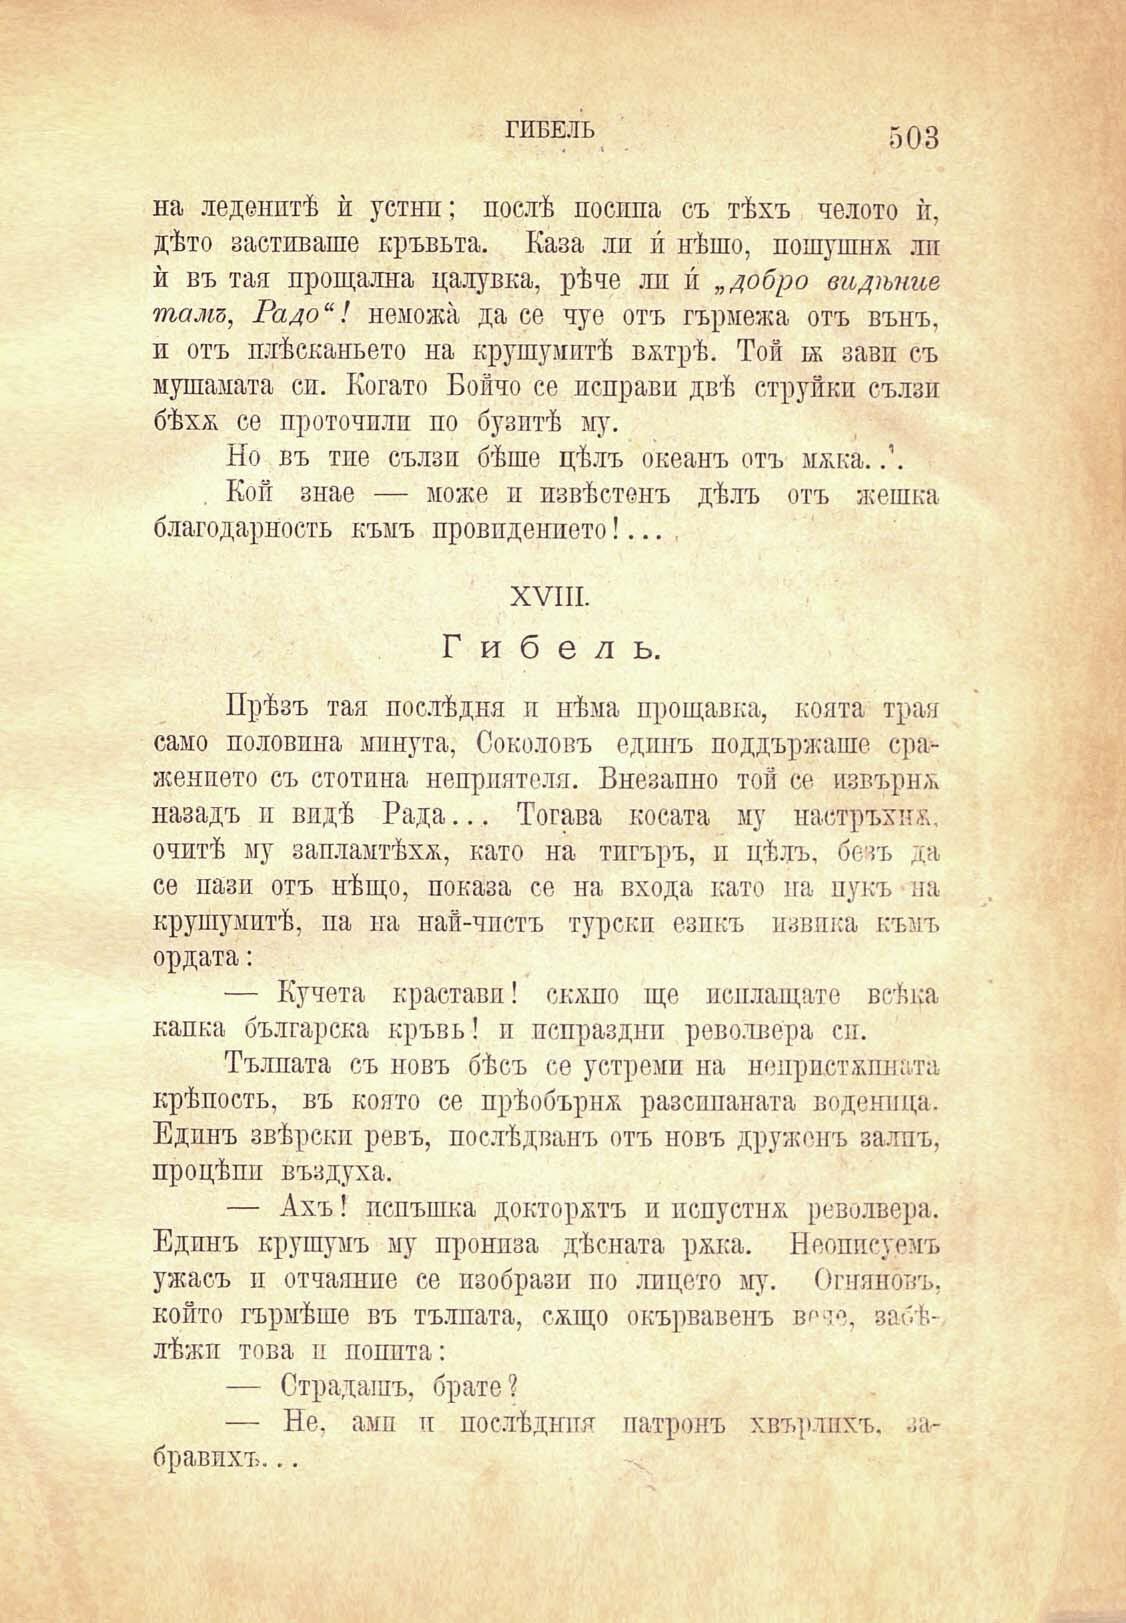 ГИБЕЛЬ
503
на леденитѣ ѝ устни; послѣ посипа съ тѣхъ челото ѝ,
дѣто застиваше кръвьта. Каза ли ѝ нѣшо, пошушнѫ ли
ѝ въ тая прощална цалувка, рѣче ли ѝ „добро видѣние
тамъ, Радо“! неможà да се чуе отъ гърмежа отъ вънъ,
и отъ плѣсканьето на крушумитѣ вѫтрѣ. Той ѭ зави съ
мушамата си. Когато Бойчо се исправи двѣ струйки сълзи
бѣхѫ се проточили по бузитѣ му.
Но въ тие сълзи бѣше цѣлъ океанъ отъ мѫка...
Кой знае — може и извѣстенъ дѣлъ отъ жешка
благодарность къмъ провидението!...
XVIII.
Гибель.
Прѣзъ тая послѣдня и нѣма прощавка, която трая
само половина минута, Соколовъ единъ поддържаше сра-
жението съ стотина неприятеля. Внезапно той се извърнѫ
назадъ и видѣ Рада... Тогава косата му настръхнѫ,
очитѣ му запламтѣхѫ, като на тигъръ, и цѣлъ, безъ да
се пази отъ нѣщо, показа се на входа като на пукъ на
крушумитѣ, па на най-чистъ турски езикъ извика къмъ
ордата:
— Кучета крастави! скѫпо ще исплащате всѣка
капка българска кръвь! и испраздни револвера си.
Тълпата съ новъ бѣсъ се устреми на непристѫпната
крѣпость, въ която се прѣобърнѫ разсипаната воденица.
Единъ звѣрски ревъ, послѣдванъ отъ новъ друженъ залпъ,
процѣпи въздуха.
— Ахъ! испъшка докторѫтъ и испустнѫ револвера.
Единъ крушумъ му прониза дѣсната рѫка. Неописуемъ
ужасъ и отчаяние се изобрази по лицето му. Огняновъ,
който гърмѣше въ тълпата, сѫщо окървавенъ вече, забѣ-
лѣжи това и попита:
— Страдашъ, брате?
— Не, ами и послѣдния патронъ хвърлихъ, за-
бравихъ...